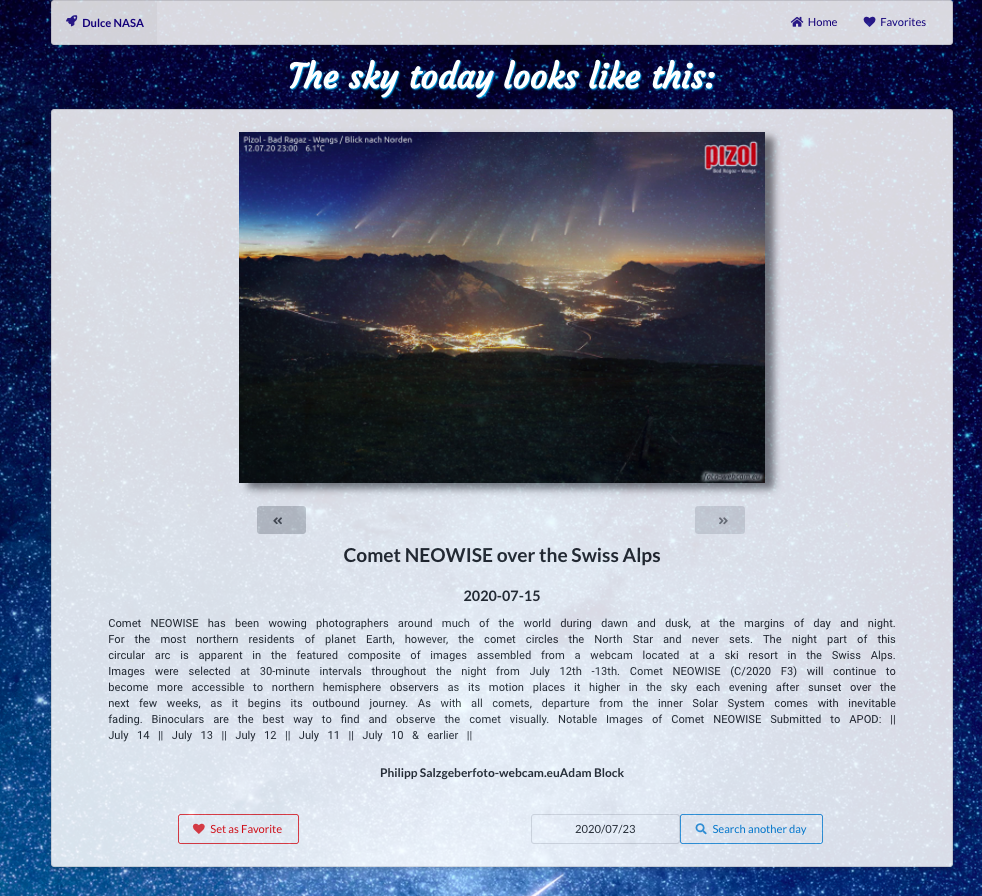 Dulce NASA
Home
Favorites
The sky today looks like this:
Pizol - Bad Ragaz - Wangs / Blick nach Norden
12.07.20 23:00 6.1°C
pizol
Bad Ragaz – Wangs
foto-webcam.eu
«
»
Comet NEOWISE over the Swiss Alps
2020-07-15
Comet NEOWISE has been wowing photographers around much of the world during dawn and dusk, at the margins of day and night.
For the most northern residents of planet Earth, however, the comet circles the North Star and never sets. The night part of this
circular arc is apparent in the featured composite of images assembled from a webcam located at a ski resort in the Swiss Alps.
Images were selected at 30-minute intervals throughout the night from July 12th -13th. Comet NEOWISE (C/2020 F3) will continue to
become more accessible to northern hemisphere observers as its motion places it higher in the sky each evening after sunset over the
next few weeks, as it begins its outbound journey. As with all comets, departure from the inner Solar System comes with inevitable
fading. Binoculars are the best way to find and observe the comet visually. Notable Images of Comet NEOWISE Submitted to APOD: ||
July 14 || July 13 || July 12 || July 11 || July 10 & earlier ||
Philipp Salzgeberfoto-webcam.euAdam Block
Set as Favorite
2020/07/23
Search another day